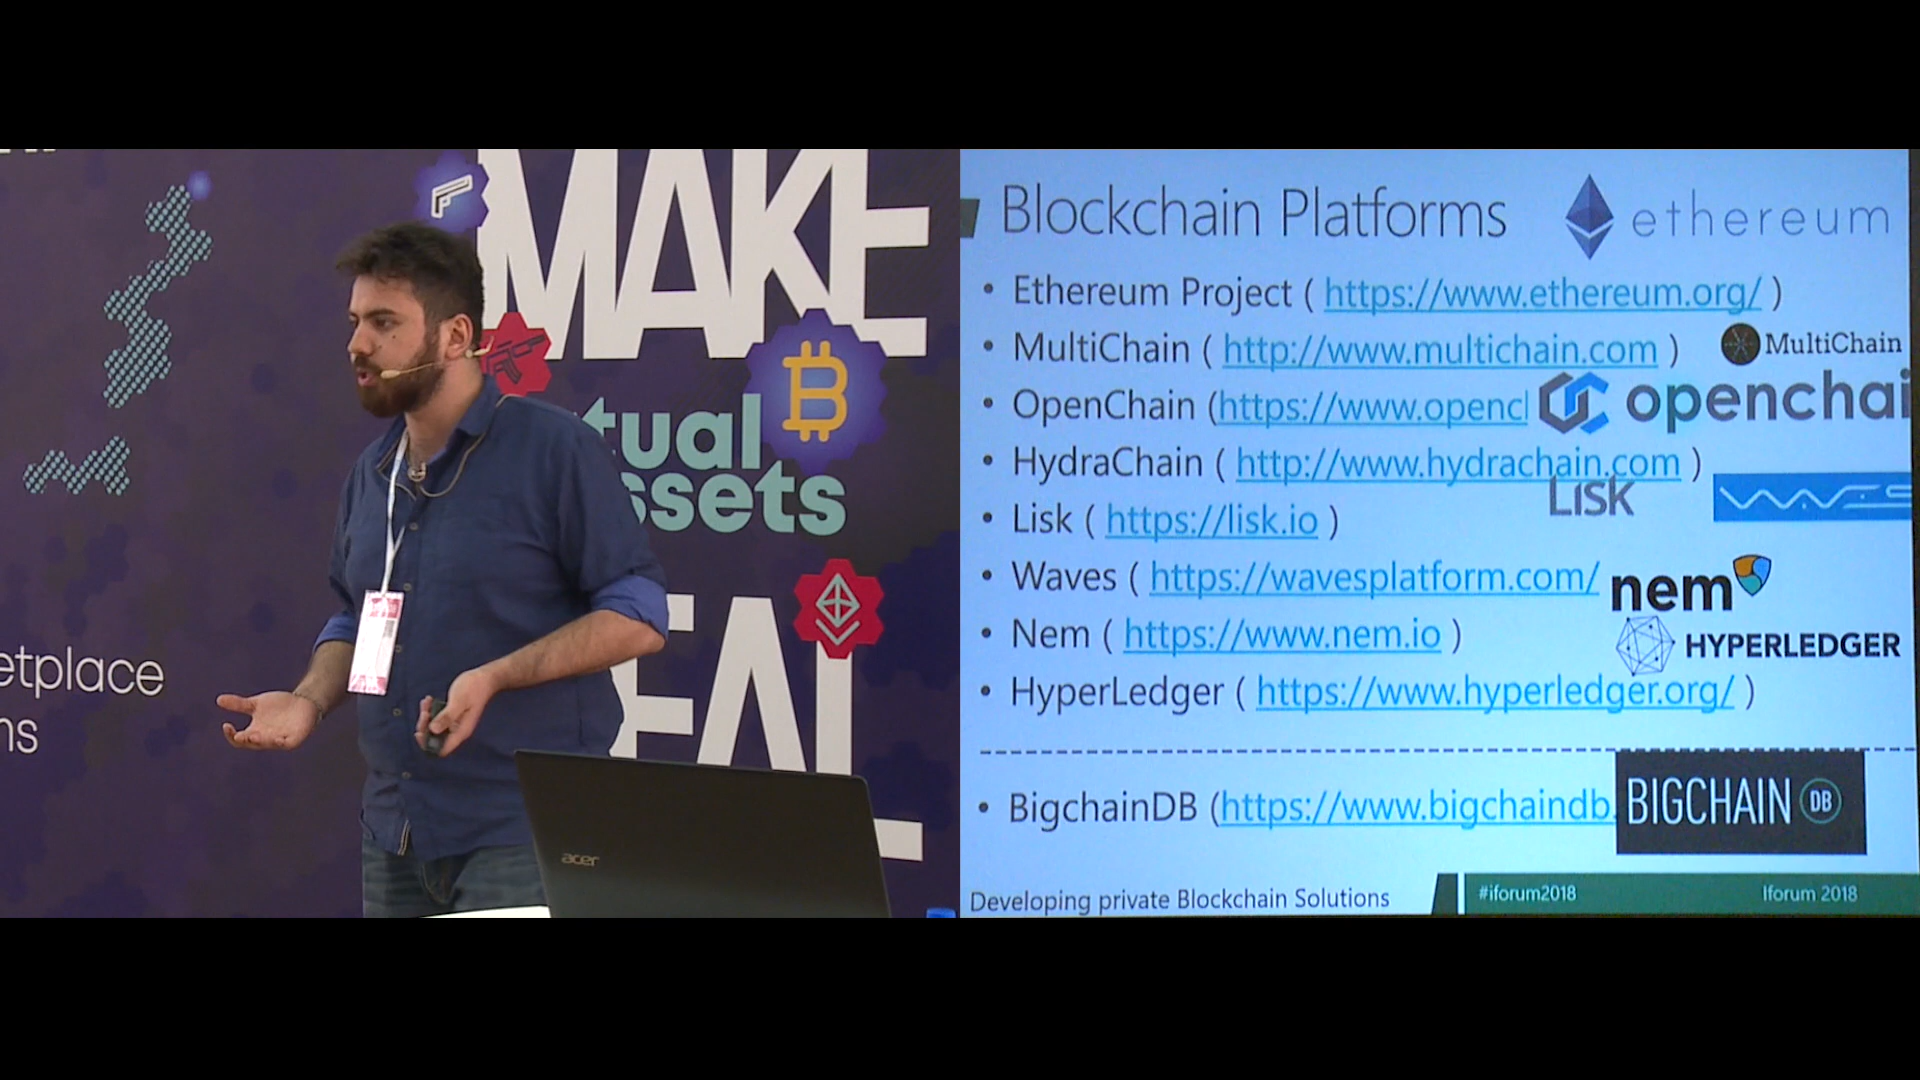 MAKE
tual
ssets
etplace
ns
acer
Blockchain Platforms
ethereum
• Ethereum Project ( https://www.ethereum.org/ )
• MultiChain ( http://www.multichain.com )
MultiChain
• OpenChain (https://www.opencl
openchai
• HydraChain ( http://www.hydrachain.com )
LISK
• Lisk ( https://lisk.io )
• Waves ( https://wavesplatform.com/
nem
• Nem ( https://www.nem.io )
HYPERLEDGER
• HyperLedger ( https://www.hyperledger.org/ )
• BigchainDB (https://www.bigchaindb.
BIGCHAIN DB
Developing private Blockchain Solutions
#iforum2018
Iforum 2018